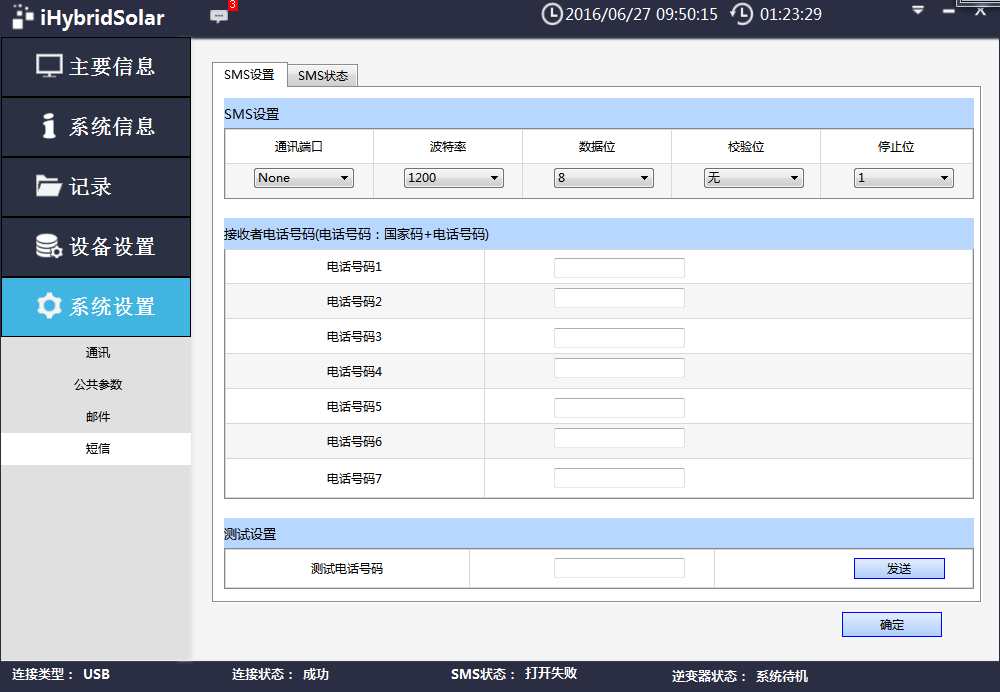 iHybridSolar
3
2016/06/27 09:50:15
01:23:29
主要信息
系统信息
记录
设备设置
系统设置
通讯
公共参数
邮件
短信
SMS设置
SMS状态
SMS设置
通讯端口 波特率 数据位 校验位 停止位
None 1200 8 无 1
接收者电话号码(电话号码：国家码+电话号码)
电话号码1
电话号码2
电话号码3
电话号码4
电话号码5
电话号码6
电话号码7
测试设置
测试电话号码 发送
确定
连接类型： USB 连接状态： 成功 SMS状态： 打开失败 逆变器状态： 系统待机